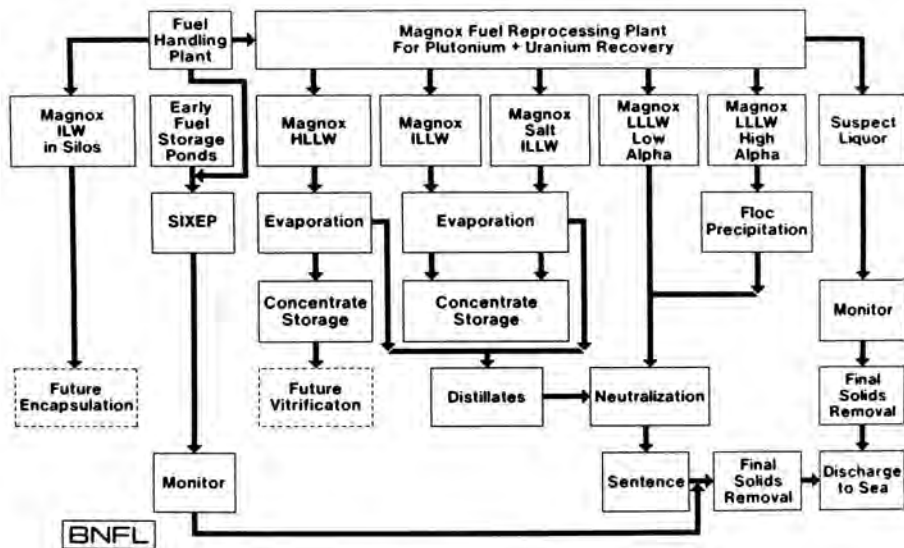 Fuel
Handling
Plant
Magnox Fuel Reprocessing Plant
For Plutonium + Uranium Recovery
Magnox
ILW
in Silos
Early
Fuel
Storage
Ponds
Magnox
HLLW
Magnox
ILLW
Magnox
Salt
ILLW
Magnox
LLLW
Low
Alpha
Magnox
LLLW
High
Alpha
Suspect
Liquor
SIXEP
Evaporation
Evaporation
Floc
Precipitation
Concentrate
Storage
Concentrate
Storage
Monitor
Future
Encapsulation
Future
Vitrificaton
Distillates
Neutralization
Final
Solids
Removal
Monitor
Sentence
Final
Solids
Removal
Discharge
to Sea
BNFL